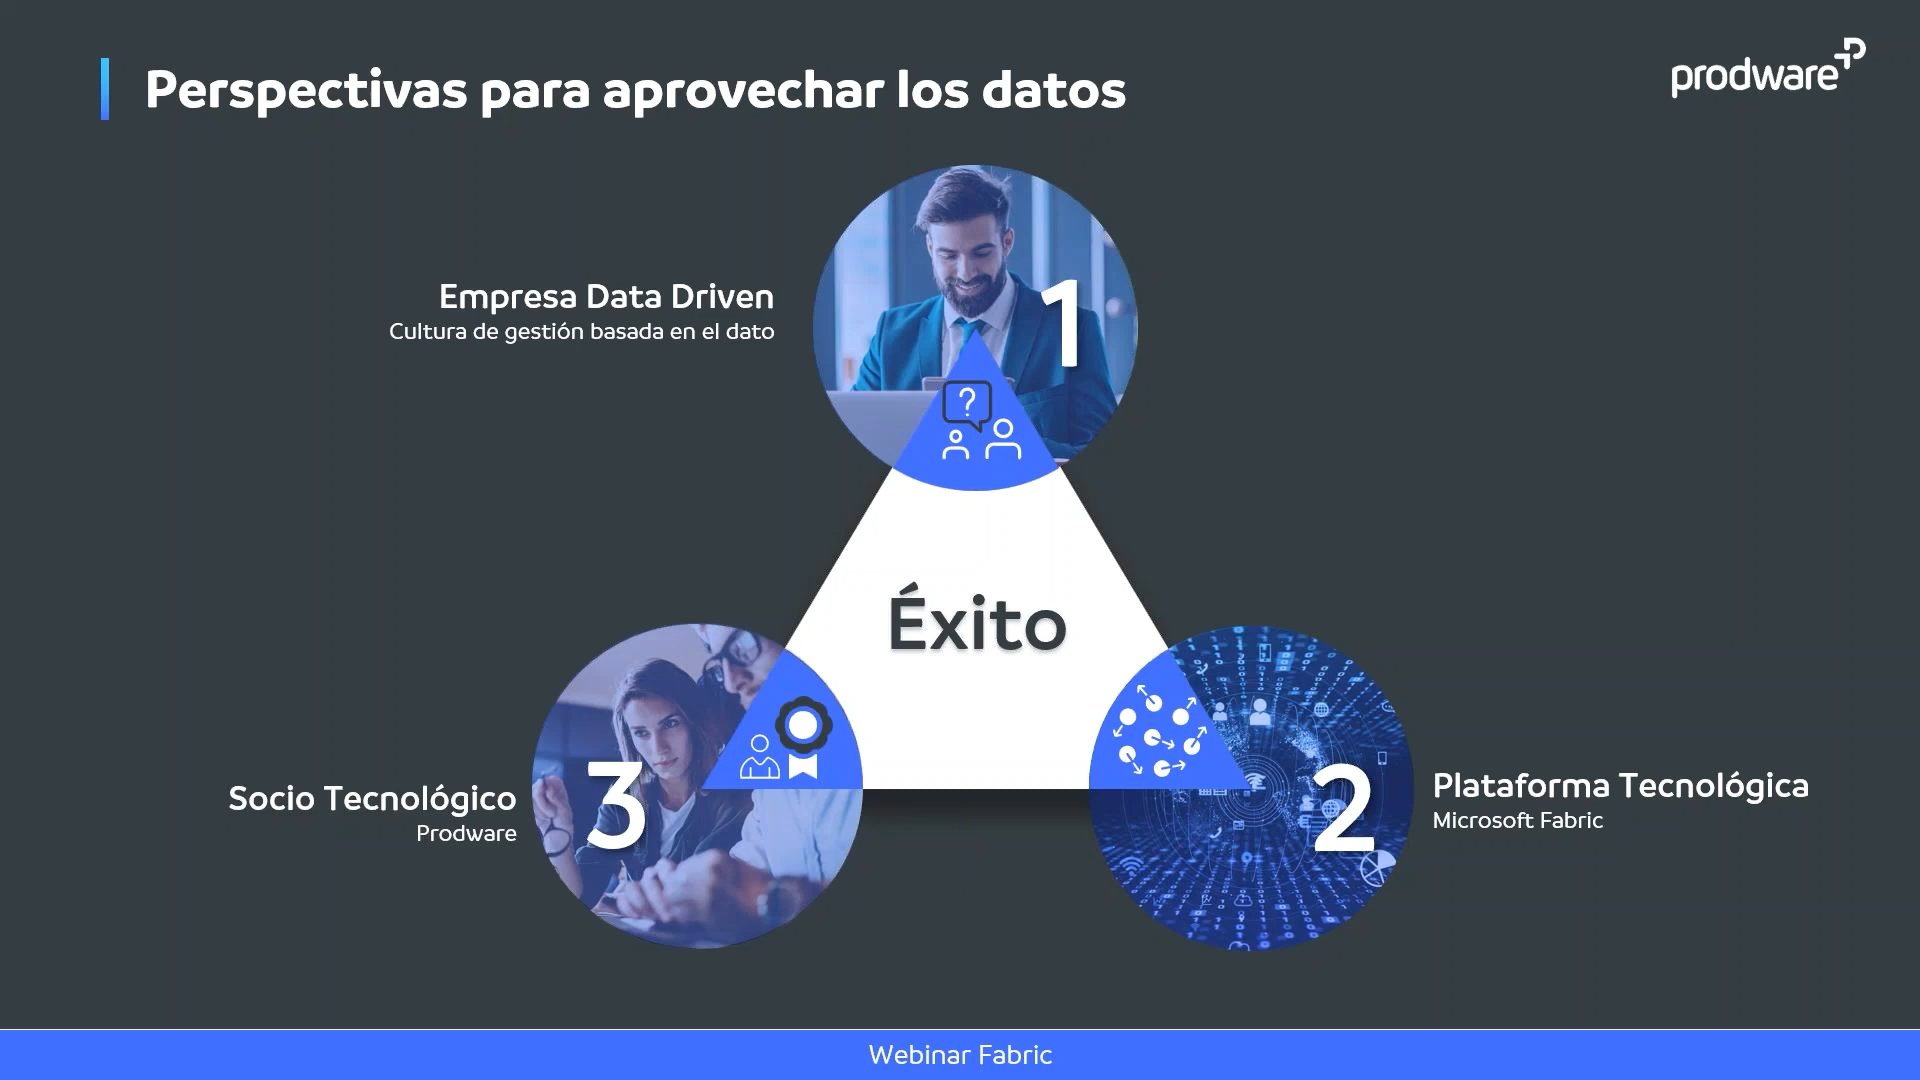 Perspectivas para aprovechar los datos
prodware
Empresa Data Driven
Cultura de gestión basada en el dato
1
?
Éxito
Socio Tecnológico
Prodware
3
2
Plataforma Tecnológica
Microsoft Fabric
Webinar Fabric